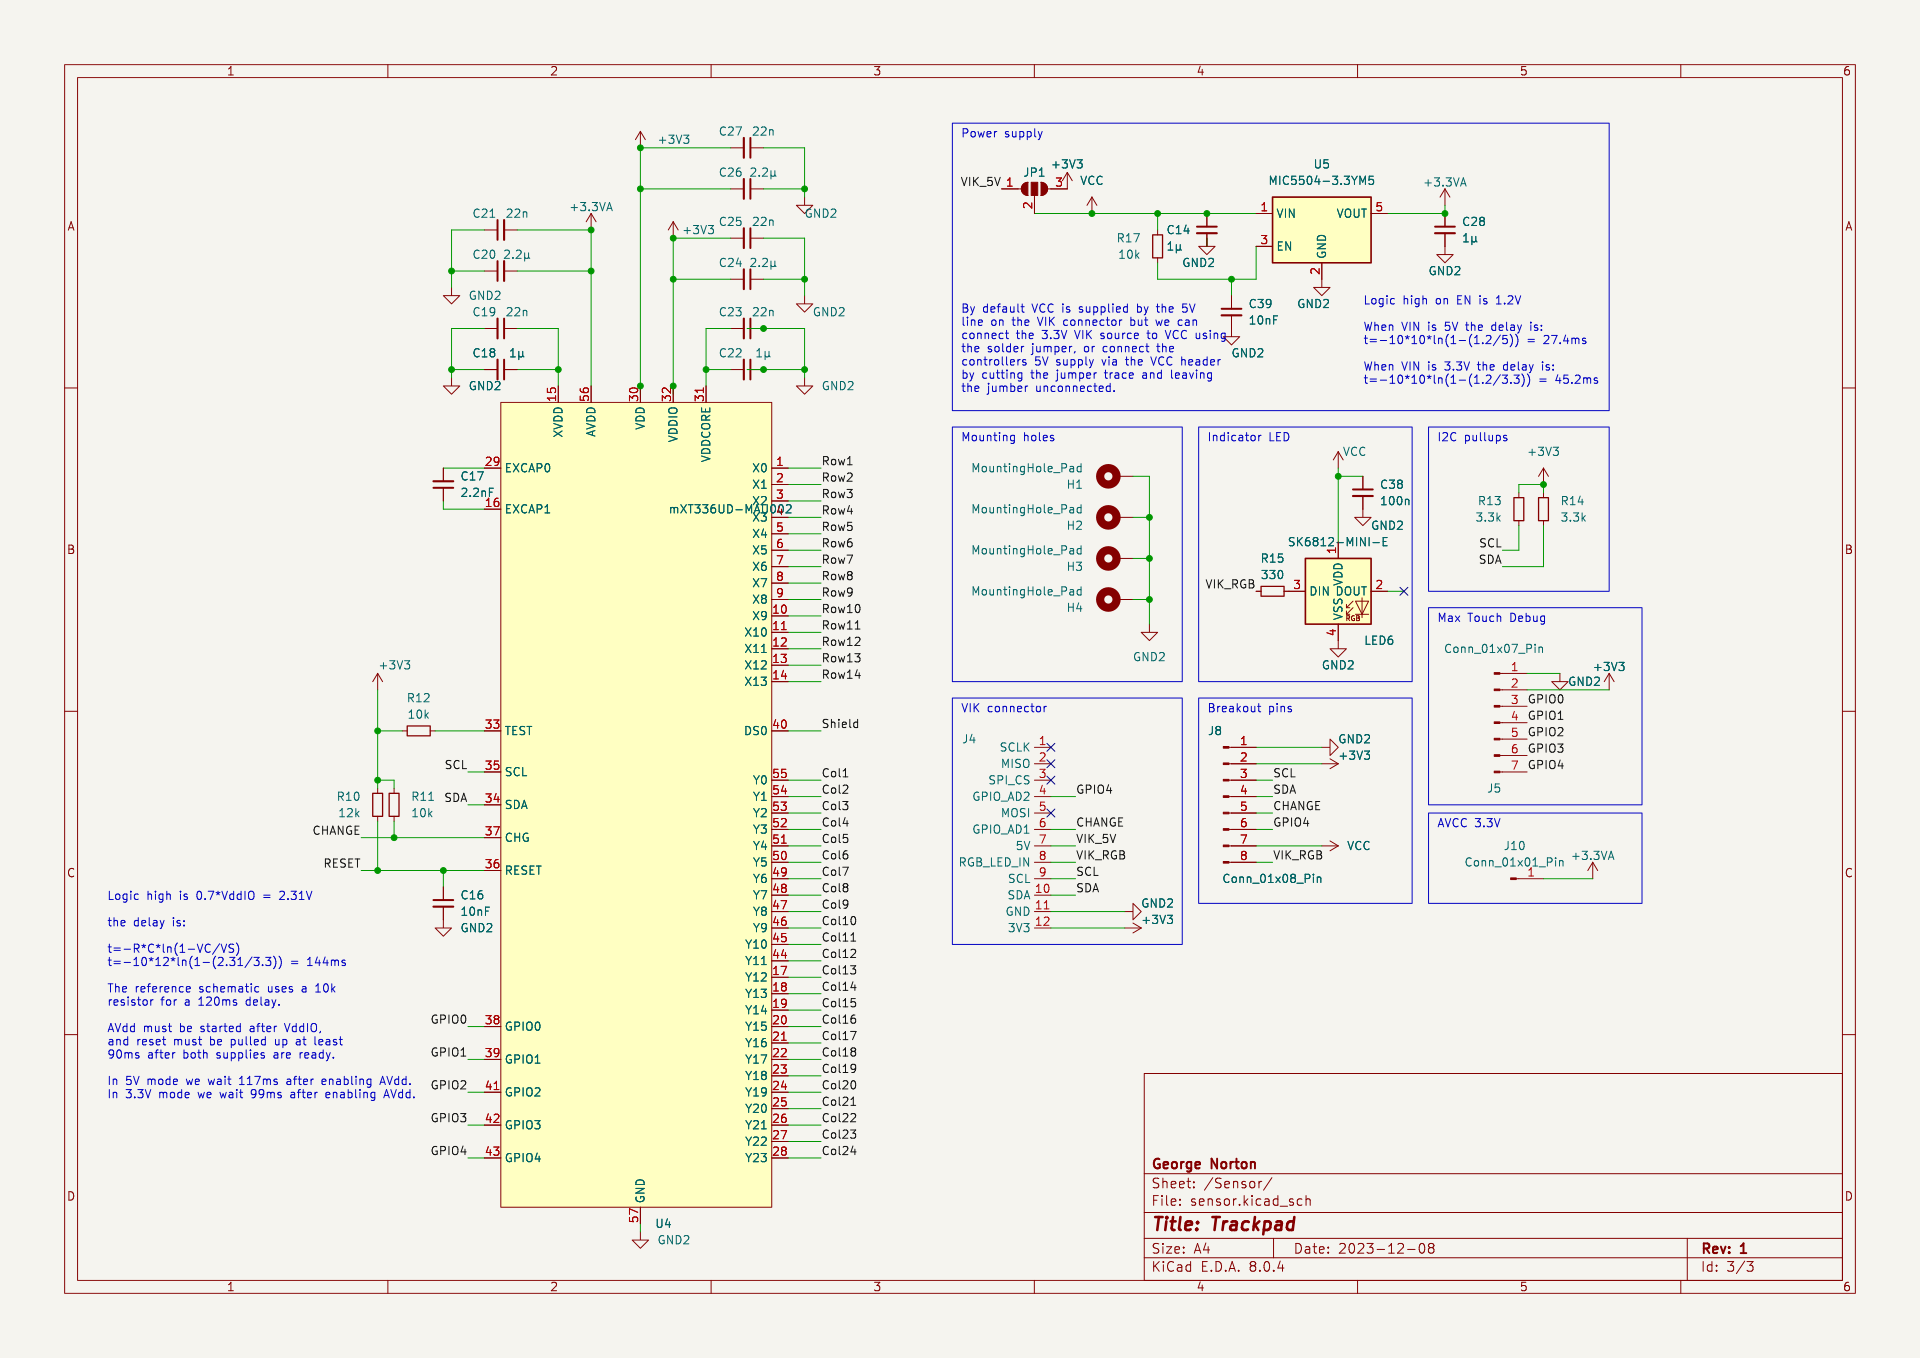 1 2 3 4 5 6
A
B
C
D
C27 22n
+3V3
C26 2.2µ
GND2
C21 22n
+3.3VA
C25 22n
+3V3
C20 2.2µ
C24 2.2µ
GND2
GND2
C19 22n
C23 22n
C18 1µ
C22 1µ
GND2
GND2
15 XVDD
56 AVDD
30 VDD
32 VDDIO
31 VDDCORE
29 EXCAP0
C17
2.2nF
16 EXCAP1
mXT336UD-MAU002
X0 1 Row1
X1 2 Row2
X2 3 Row3
X3 4 Row4
X4 5 Row5
X5 6 Row6
X6 7 Row7
X7 8 Row8
X8 9 Row9
X9 10 Row10
X10 11 Row11
X11 12 Row12
X12 13 Row13
X13 14 Row14
+3V3
R12
10k
33 TEST
DS0 40 Shield
SCL 35 SCL
SDA 34 SDA
R10
12k
R11
10k
CHANGE 37 CHG
RESET 36 RESET
C16
10nF
GND2
Y0 55 Col1
Y1 54 Col2
Y2 53 Col3
Y3 52 Col4
Y4 51 Col5
Y5 50 Col6
Y6 49 Col7
Y7 48 Col8
Y8 47 Col9
Y9 46 Col10
Y10 45 Col11
Y11 44 Col12
Y12 17 Col13
Y13 18 Col14
Y14 19 Col15
Y15 20 Col16
Y16 21 Col17
Y17 22 Col18
Y18 23 Col19
Y19 24 Col20
Y20 25 Col21
Y21 26 Col22
Y22 27 Col23
Y23 28 Col24
Logic high is 0.7*VddIO = 2.31V
the delay is:
t=-R*C*ln(1-VC/VS)
t=-10*12*ln(1-(2.31/3.3)) = 144ms
The reference schematic uses a 10k
resistor for a 120ms delay.
AVdd must be started after VddIO,
and reset must be pulled up at least
90ms after both supplies are ready.
In 5V mode we wait 117ms after enabling AVdd.
In 3.3V mode we wait 99ms after enabling AVdd.
GPIO0 38 GPIO0
GPIO1 39 GPIO1
GPIO2 41 GPIO2
GPIO3 42 GPIO3
GPIO4 43 GPIO4
GND
57
U4
GND2
Power supply
VIK_5V 1 JP1 3 +3V3
2
VCC
U5
MIC5504-3.3YM5
1 VIN VOUT 5
3 EN GND
2
GND2
+3.3VA
C28
1µ
GND2
R17
10k
C14
1µ
GND2
C39
10nF
GND2
By default VCC is supplied by the 5V
line on the VIK connector but we can
connect the 3.3V VIK source to VCC using
the solder jumper, or connect the
controllers 5V supply via the VCC header
by cutting the jumper trace and leaving
the jumber unconnected.
Logic high on EN is 1.2V
When VIN is 5V the delay is:
t=-10*10*ln(1-(1.2/5)) = 27.4ms
When VIN is 3.3V the delay is:
t=-10*10*ln(1-(1.2/3.3)) = 45.2ms
Mounting holes
MountingHole_Pad
H1
MountingHole_Pad
H2
MountingHole_Pad
H3
MountingHole_Pad
H4
GND2
Indicator LED
VCC
C38
100n
GND2
SK6812-MINI-E
R15
330
VIK_RGB
3 DIN DOUT 2
1 VDD
VSS 4
RGB
LED6
GND2
I2C pullups
+3V3
R13
3.3k
R14
3.3k
SCL
SDA
Max Touch Debug
Conn_01x07_Pin
1 GND2
2 +3V3
3 GPIO0
4 GPIO1
5 GPIO2
6 GPIO3
7 GPIO4
J5
VIK connector
J4
SCLK 1
MISO 2
SPI_CS 3
GPIO_AD2 4 GPIO4
MOSI 5
GPIO_AD1 6 CHANGE
5V 7 VIK_5V
RGB_LED_IN 8 VIK_RGB
SCL 9 SCL
SDA 10 SDA
GND 11 GND2
3V3 12 +3V3
Breakout pins
J8
1 GND2
2 +3V3
3 SCL
4 SDA
5 CHANGE
6 GPIO4
7 VCC
8 VIK_RGB
Conn_01x08_Pin
AVCC 3.3V
J10
Conn_01x01_Pin
1
+3.3VA
George Norton
Sheet: /Sensor/
File: sensor.kicad_sch
Title: Trackpad
Size: A4 Date: 2023-12-08 Rev: 1
KiCad E.D.A. 8.0.4 Id: 3/3
A
B
C
D
1 2 3 4 5 6